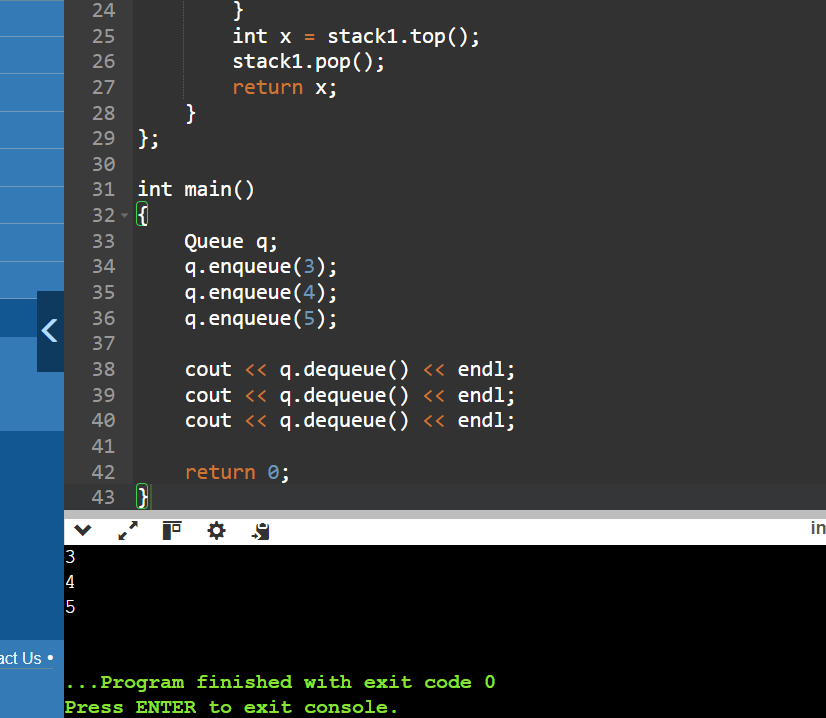 24 }
25 int x = stack1.top();
26 stack1.pop();
27 return x;
28 }
29 };
30
31 int main()
32 {
33 Queue q;
34 q.enqueue(3);
35 q.enqueue(4);
36 q.enqueue(5);
37
38 cout << q.dequeue() << endl;
39 cout << q.dequeue() << endl;
40 cout << q.dequeue() << endl;
41
42 return 0;
43 }
in
3
4
5
act Us •
...Program finished with exit code 0
Press ENTER to exit console.